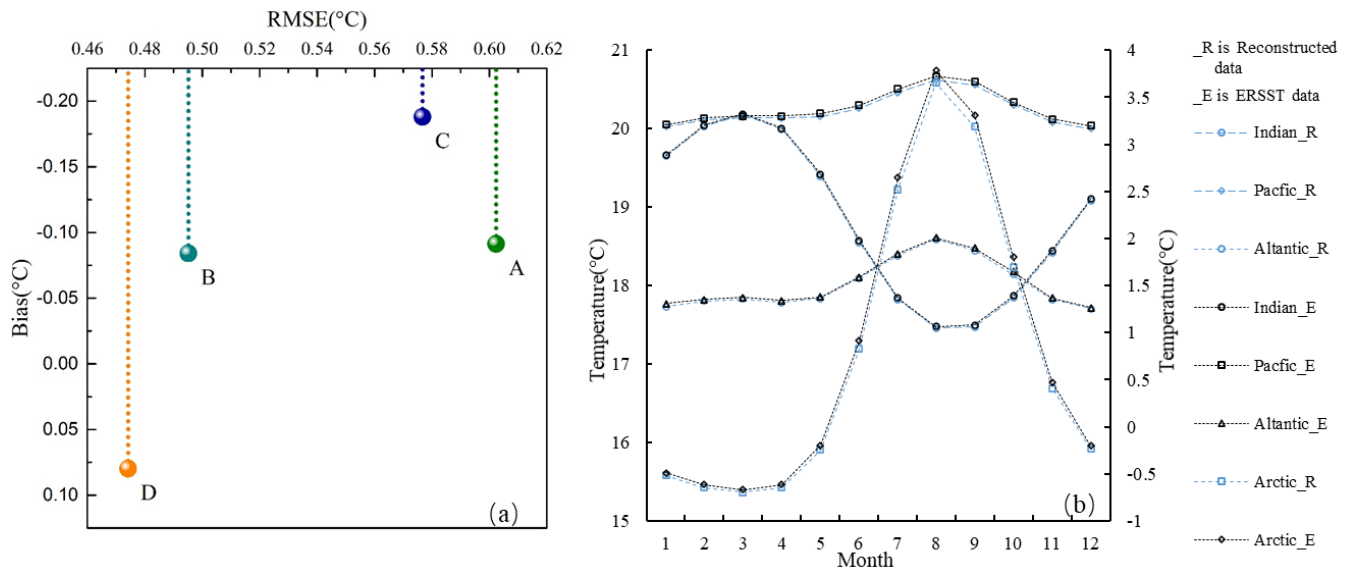 RMSE(°C)
0.46 0.48 0.50 0.52 0.54 0.56 0.58 0.60 0.62
-0.20
-0.15
-0.10
-0.05
0.00
0.05
0.10
Bias(°C)
C
A
B
D
(a)
21
20
19
18
17
16
15
Temperature(°C)
4
3.5
3
2.5
2
1.5
1
0.5
0
-0.5
-1
Temperature(°C)
1 2 3 4 5 6 7 8 9 10 11 12
Month
(b)
_R is Reconstructed
data
_E is ERSST data
Indian_R
Pacfic_R
Altantic_R
Indian_E
Pacfic_E
Altantic_E
Arctic_R
Arctic_E